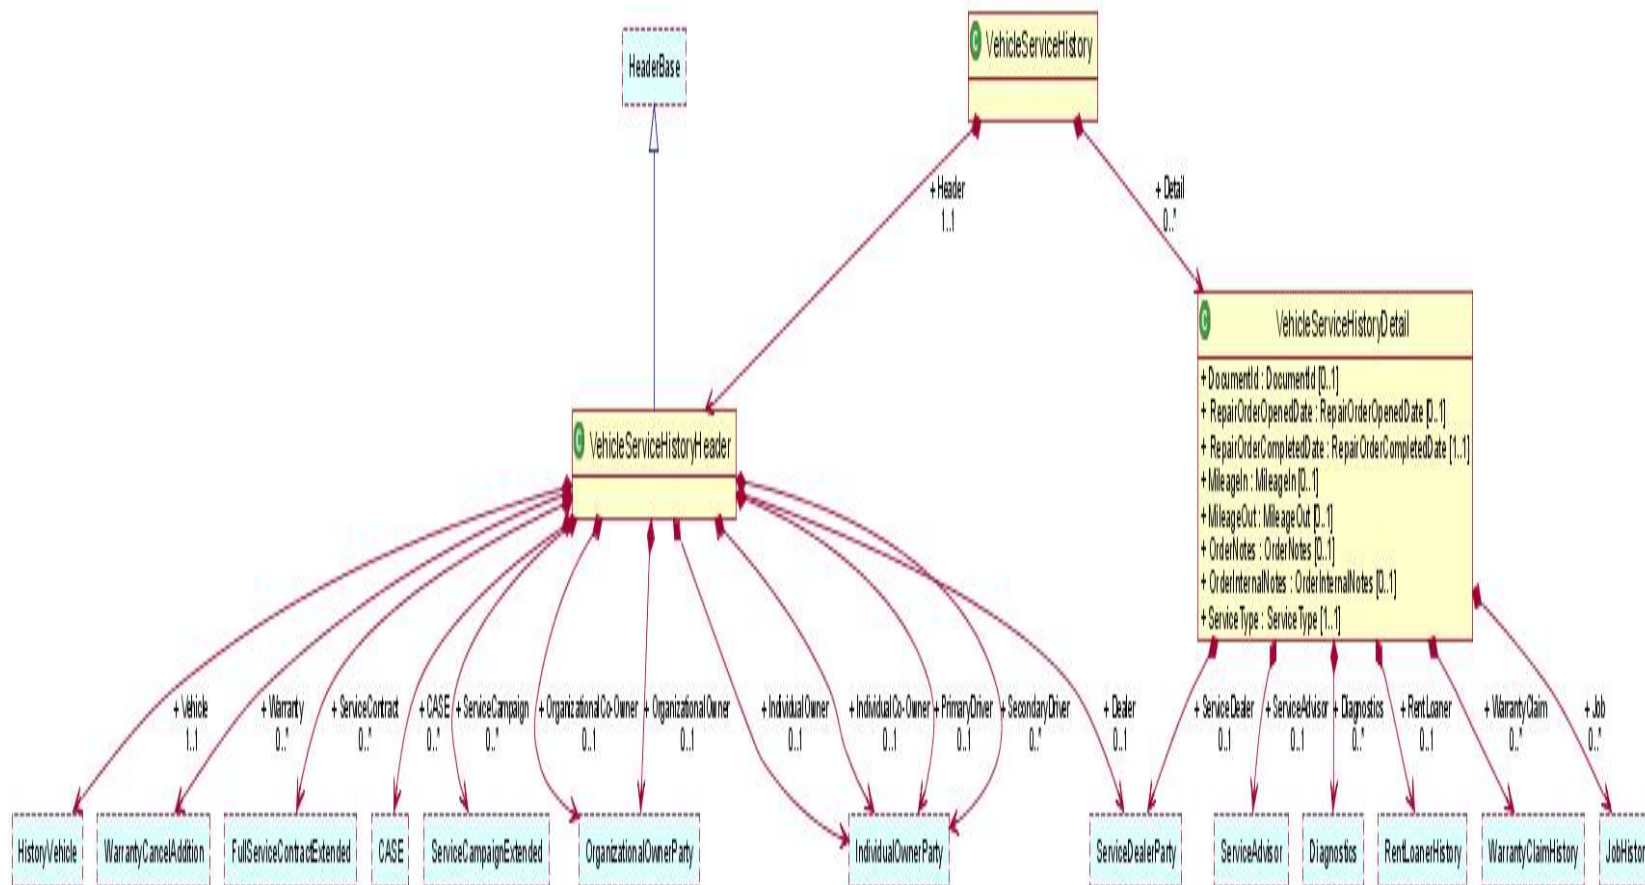 C VehicleServiceHistory
HeaderBase
+ Header
1..1
+ Detail
0..*
C VehicleServiceHistoryDetail
+ DocumentId : DocumentId [0..1]
+ RepairOrderOpenedDate : RepairOrderOpenedDate [0..1]
+ RepairOrderCompletedDate : RepairOrderCompletedDate [1..1]
+ MileageIn : MileageIn [0..1]
+ MileageOut : MileageOut [0..1]
+ OrderNotes : OrderNotes [0..1]
+ OrderInternalNotes : OrderInternalNotes [0..1]
+ ServiceType : ServiceType [1..1]
C VehicleServiceHistoryHeader
+ Vehicle
1..1
+ Warranty
0..*
+ ServiceContract
0..*
+ CASE
0..*
+ ServiceCampaign
0..*
+ OrganizationalCo-Owner
0..1
+ OrganizationalOwner
0..1
+ IndividualOwner
0..1
+ IndividualCo-Owner
0..1
+ PrimaryDriver
0..1
+ SecondaryDriver
0..*
+ Dealer
0..1
+ ServiceDealer
0..1
+ ServiceAdvisor
0..1
+ Diagnostics
0..*
+ RentLoaner
0..1
+ WarrantyClaim
0..*
+ Job
0..*
HistoryVehicle
WarrantyCancelAddition
FullServiceContractExtended
CASE
ServiceCampaignExtended
OrganizationalOwnerParty
IndividualOwnerParty
ServiceDealerParty
ServiceAdvisor
Diagnostics
RentLoanerHistory
WarrantyClaimHistory
JobHistor